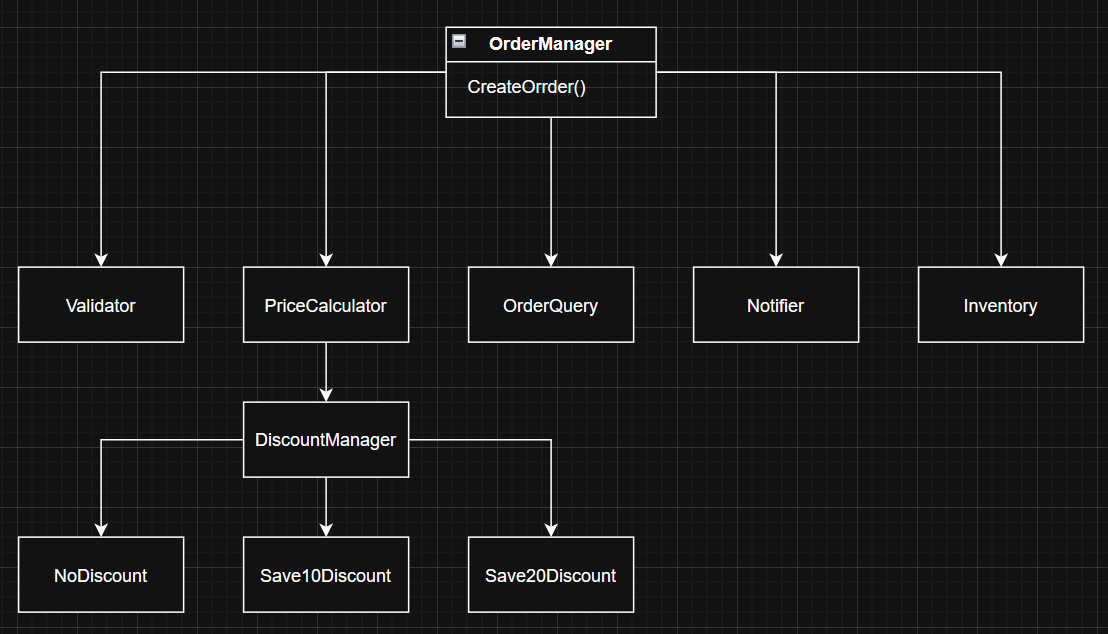 OrderManager
CreateOrrder()
Validator
PriceCalculator
OrderQuery
Notifier
Inventory
DiscountManager
NoDiscount
Save10Discount
Save20Discount